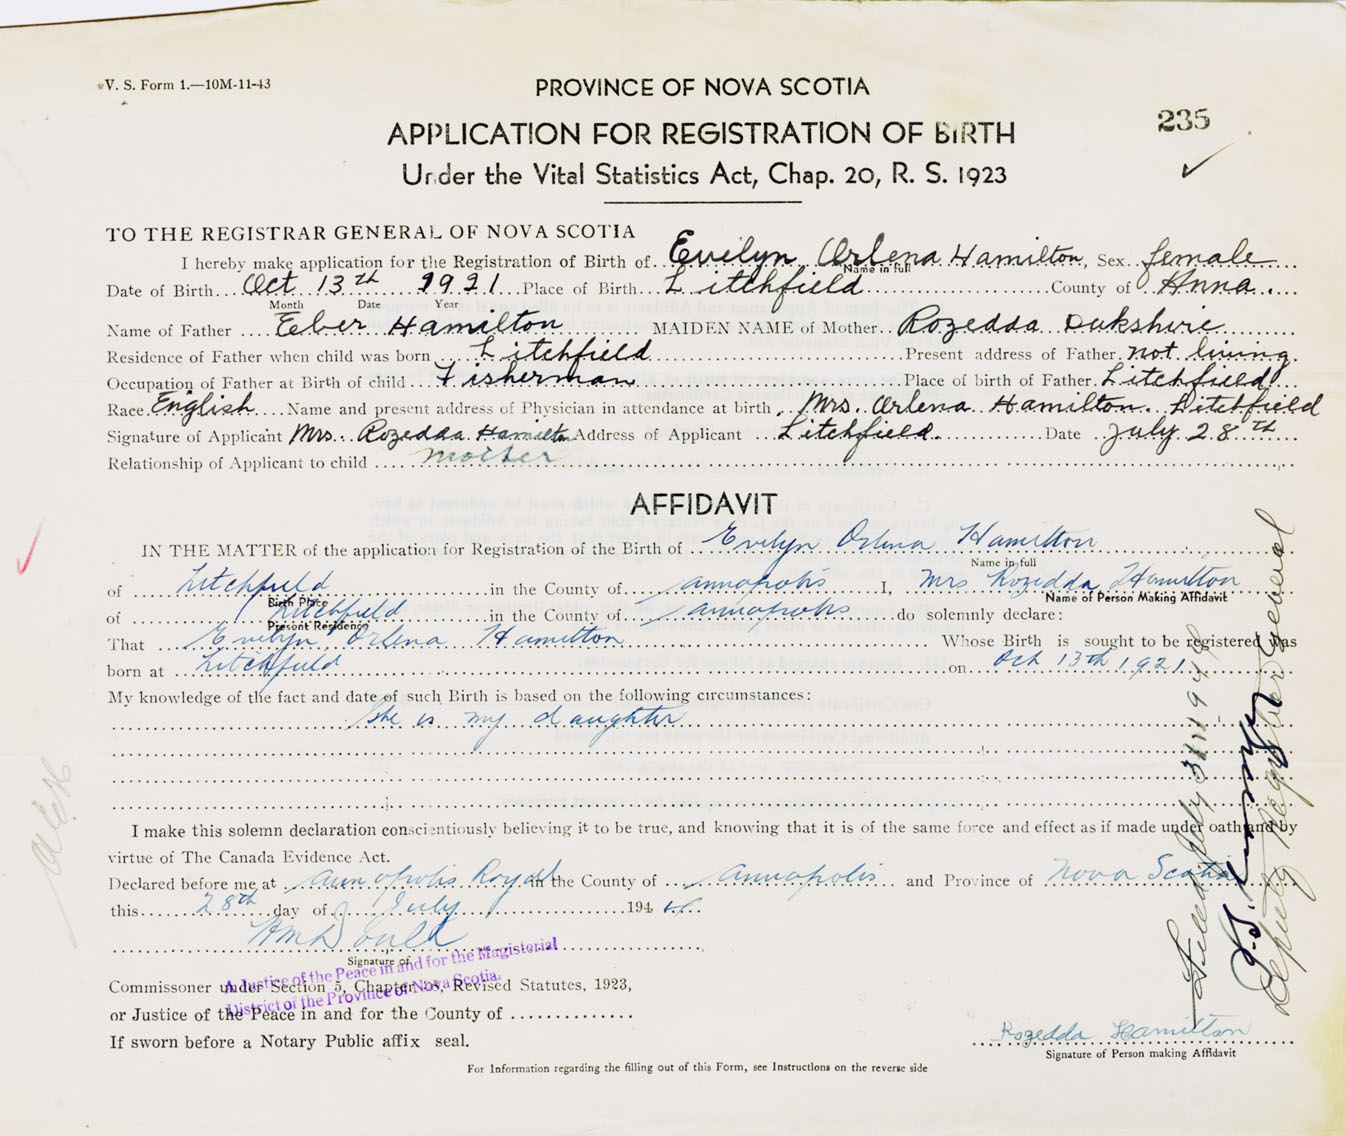 V. S. Form 1.—10M-11-43
PROVINCE OF NOVA SCOTIA
235
APPLICATION FOR REGISTRATION OF BIRTH
Under the Vital Statistics Act, Chap. 20, R. S. 1923
TO THE REGISTRAR GENERAL OF NOVA SCOTIA
I hereby make application for the Registration of Birth of Evilyn Orlena Hamilton, Sex female
Name in full
Date of Birth Oct 13th 1921 Place of Birth Litchfield County of Anna.
Month Date Year
Name of Father Eber Hamilton MAIDEN NAME of Mother Rozedda Dukshire
Residence of Father when child was born Litchfield Present address of Father not living
Occupation of Father at Birth of child Fisherman Place of birth of Father Litchfield
Race English Name and present address of Physician in attendance at birth Mrs. Orlena Hamilton. Litchfield
Signature of Applicant Mrs. Rozedda Hamilton Address of Applicant Litchfield. Date July 28th
Relationship of Applicant to child mother
AFFIDAVIT
IN THE MATTER of the application for Registration of the Birth of Evilyn Orlena Hamilton
Name in full
of Litchfield in the County of Annapolis I, Mrs Rozedda Hamilton
Birth Place Name of Person Making Affidavit
of Litchfield in the County of Annapolis do solemnly declare:
Present Residence
That Evilyn Orlena Hamilton Whose Birth is sought to be registered was
born at Litchfield on Oct 13th 1921
My knowledge of the fact and date of such Birth is based on the following circumstances:
She is my daughter
I make this solemn declaration conscientiously believing it to be true, and knowing that it is of the same force and effect as if made under oath and by
virtue of The Canada Evidence Act.
Declared before me at Annapolis Royal in the County of Annapolis and Province of Nova Scotia
this 28th day of July 194
Signature of
A Justice of the Peace in and for the Magisterial
District of the Province of Nova Scotia.
Commissoner under Section 5, Chapter 28, Revised Statutes, 1923,
or Justice of the Peace in and for the County of
If sworn before a Notary Public affix seal.
Rozedda Hamilton
Signature of Person making Affidavit
For Information regarding the filling out of this Form, see Instructions on the reverse side
Filed July 31st 194
Deputy Registrar General